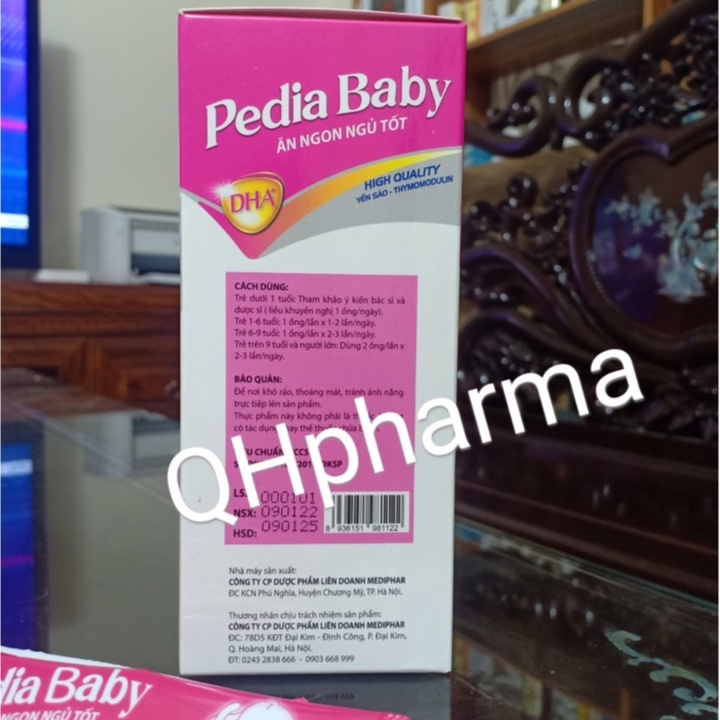 Pedia Baby
ĂN NGON NGỦ TỐT
DHA
HIGH QUALITY
YẾN SÀO - THYMOMODULIN
CÁCH DÙNG:
Trẻ dưới 1 tuổi: Tham khảo ý kiến bác sĩ và
dược sĩ ( liều khuyến nghị 1 ống/ngày).
Trẻ 1-6 tuổi: 1 ống/lần x 1-2 lần/ngày.
Trẻ 6-9 tuổi: 1 ống/lần x 2-3 lần/ngày.
Trẻ trên 9 tuổi và người lớn: Dùng 2 ống/lần x
2-3 lần/ngày.
BẢO QUẢN:
Để nơi khô ráo, thoáng mát, tránh ánh nắng
trực tiếp lên sản phẩm.
Thực phẩm này không phải là
có tác dụng thay thế thuốc chữa
QHpharma
000101
NSX: 090122
HSD: 090125
8 936151 981122
Nhà máy sản xuất:
CÔNG TY CP DƯỢC PHẨM LIÊN DOANH MEDIPHAR
ĐC KCN Phú Nghĩa, Huyện Chương Mỹ, TP. Hà Nội.
Thương nhân chịu trách nhiệm sản phẩm:
CÔNG TY CP DƯỢC PHẨM LIÊN DOANH MEDIPHAR
ĐC: 78D5 KĐT Đại Kim - Định Công, P. Đại Kim,
Q. Hoàng Mai, Hà Nội.
ĐT: 0243 2838 666 - 0903 668 999
dia Baby
NGON NGỦ TỐT